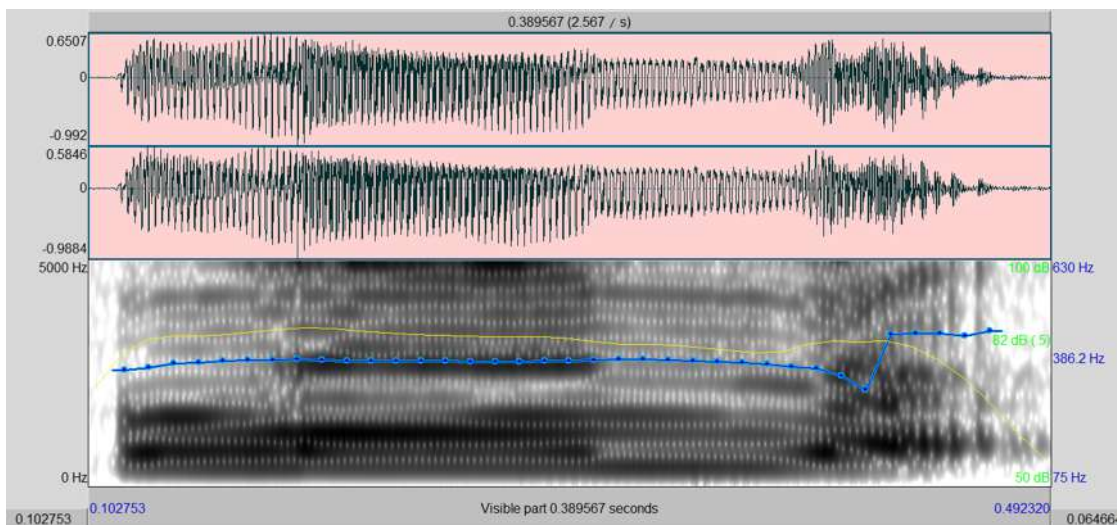 0.389567 (2.567 / s)
0.6507
0
-0.992
0.5846
0
-0.9884
5000 Hz 100 dB 630 Hz
82 dB (5) 386.2 Hz
0 Hz 50 dB 75 Hz
0.102753 0.492320
0.102753 Visible part 0.389567 seconds